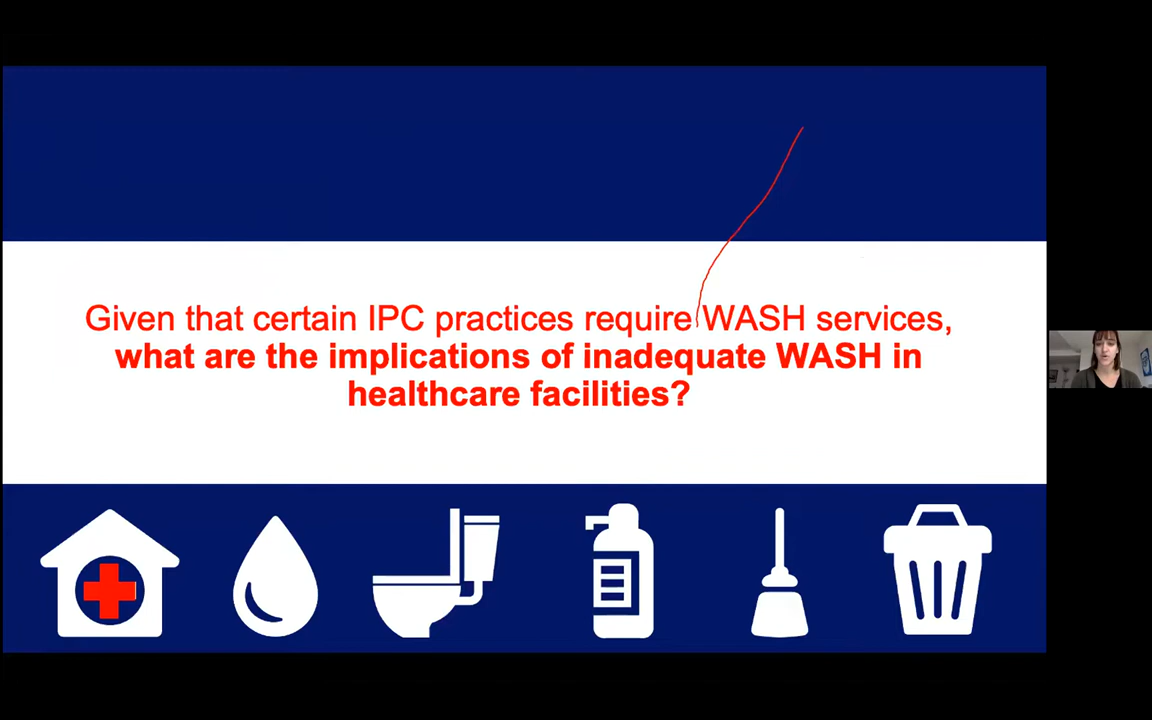 Given that certain IPC practices require WASH services,
what are the implications of inadequate WASH in
healthcare facilities?